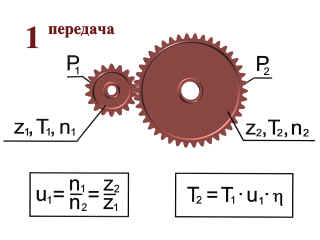 1 передача
P₁
P₂
z₁, T₁, n₁
z₂, T₂, n₂
u₁ = n₁/n₂ = z₂/z₁
T₂ = T₁ · u₁ · η